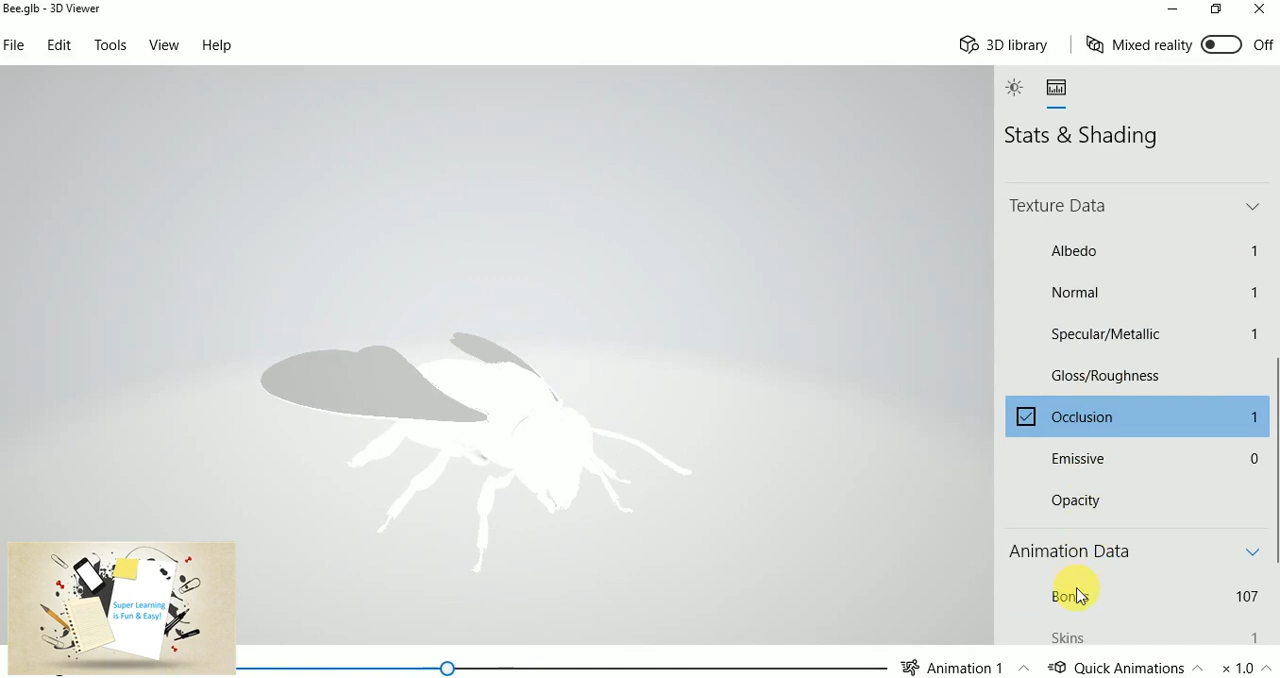 Bee.glb - 3D Viewer
File Edit Tools View Help
3D library Mixed reality Off
Stats & Shading
Texture Data
Albedo 1
Normal 1
Specular/Metallic 1
Gloss/Roughness
Occlusion 1
Emissive 0
Opacity
Animation Data
107
Skins 1
Super Learning
is Fun & Easy!
Animation 1 Quick Animations × 1.0